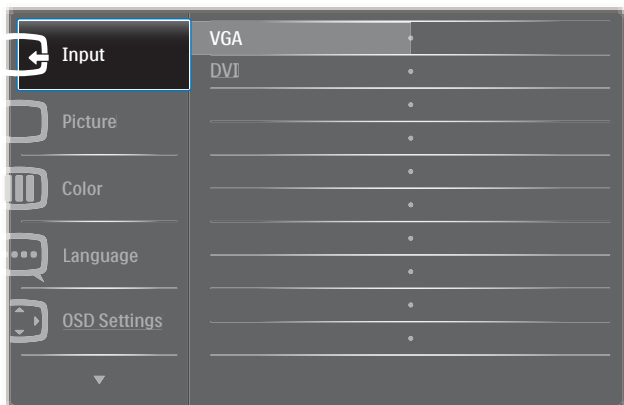 Input
Picture
Color
Language
OSD Settings
VGA
DVI